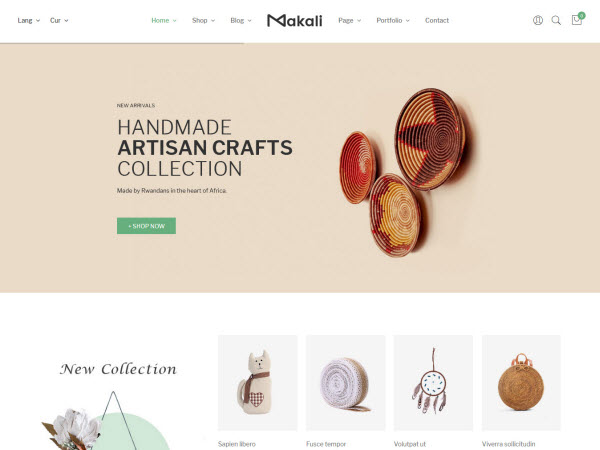 Lang Cur Home Shop Blog Makali Page Portfolio Contact 0
NEW ARRIVALS
HANDMADE
ARTISAN CRAFTS
COLLECTION
Made by Rwandans in the heart of Africa.
+ SHOP NOW
New Collection
Sapien libero Fusce tempor Volutpat ut Viverra sollicitudin